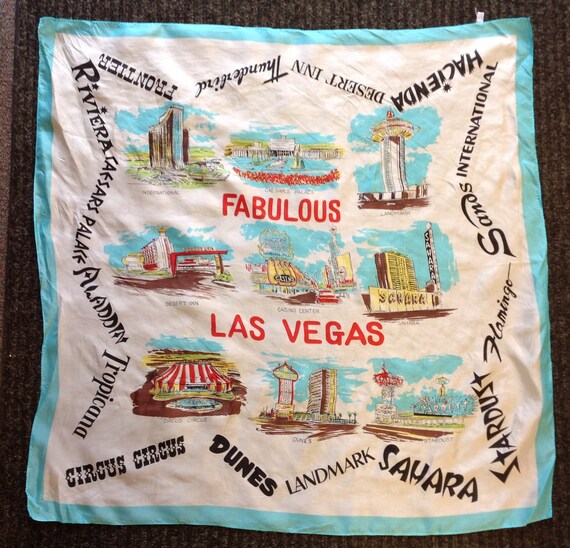 FRONTIER
Thunderbird
DESERT INN
HACIENDA
RIVIERA
CAESARS PALACE
ALADDIN
Tropicana
INTERNATIONAL
Sands
Flamingo
STARDUST
INTERNATIONAL
CAESARS PALACE
LANDMARK
FABULOUS
DESERT INN
CASINO CENTER
SAHARA
SAHARA
LAS VEGAS
CIRCUS CIRCUS
DUNES
STARDUST
CIRCUS CIRCUS
DUNES
LANDMARK
SAHARA